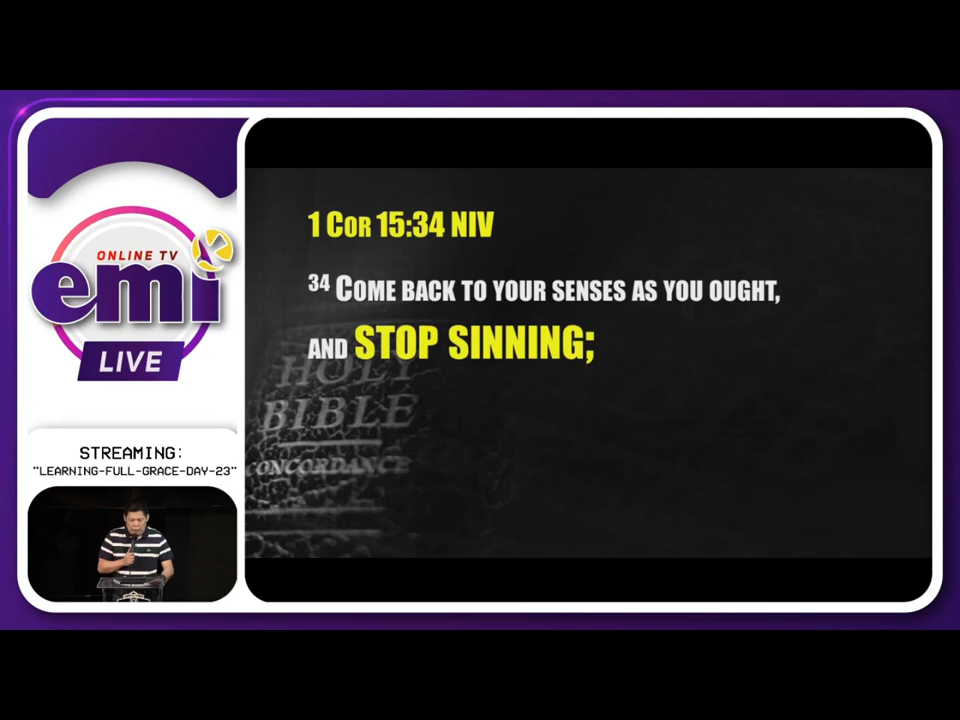 ONLINE TV
emi
LIVE
STREAMING:
"LEARNING-FULL-GRACE-DAY-23"
1 COR 15:34 NIV
34 COME BACK TO YOUR SENSES AS YOU OUGHT,
AND STOP SINNING;
HOLY
BIBLE
CONCORDANCE